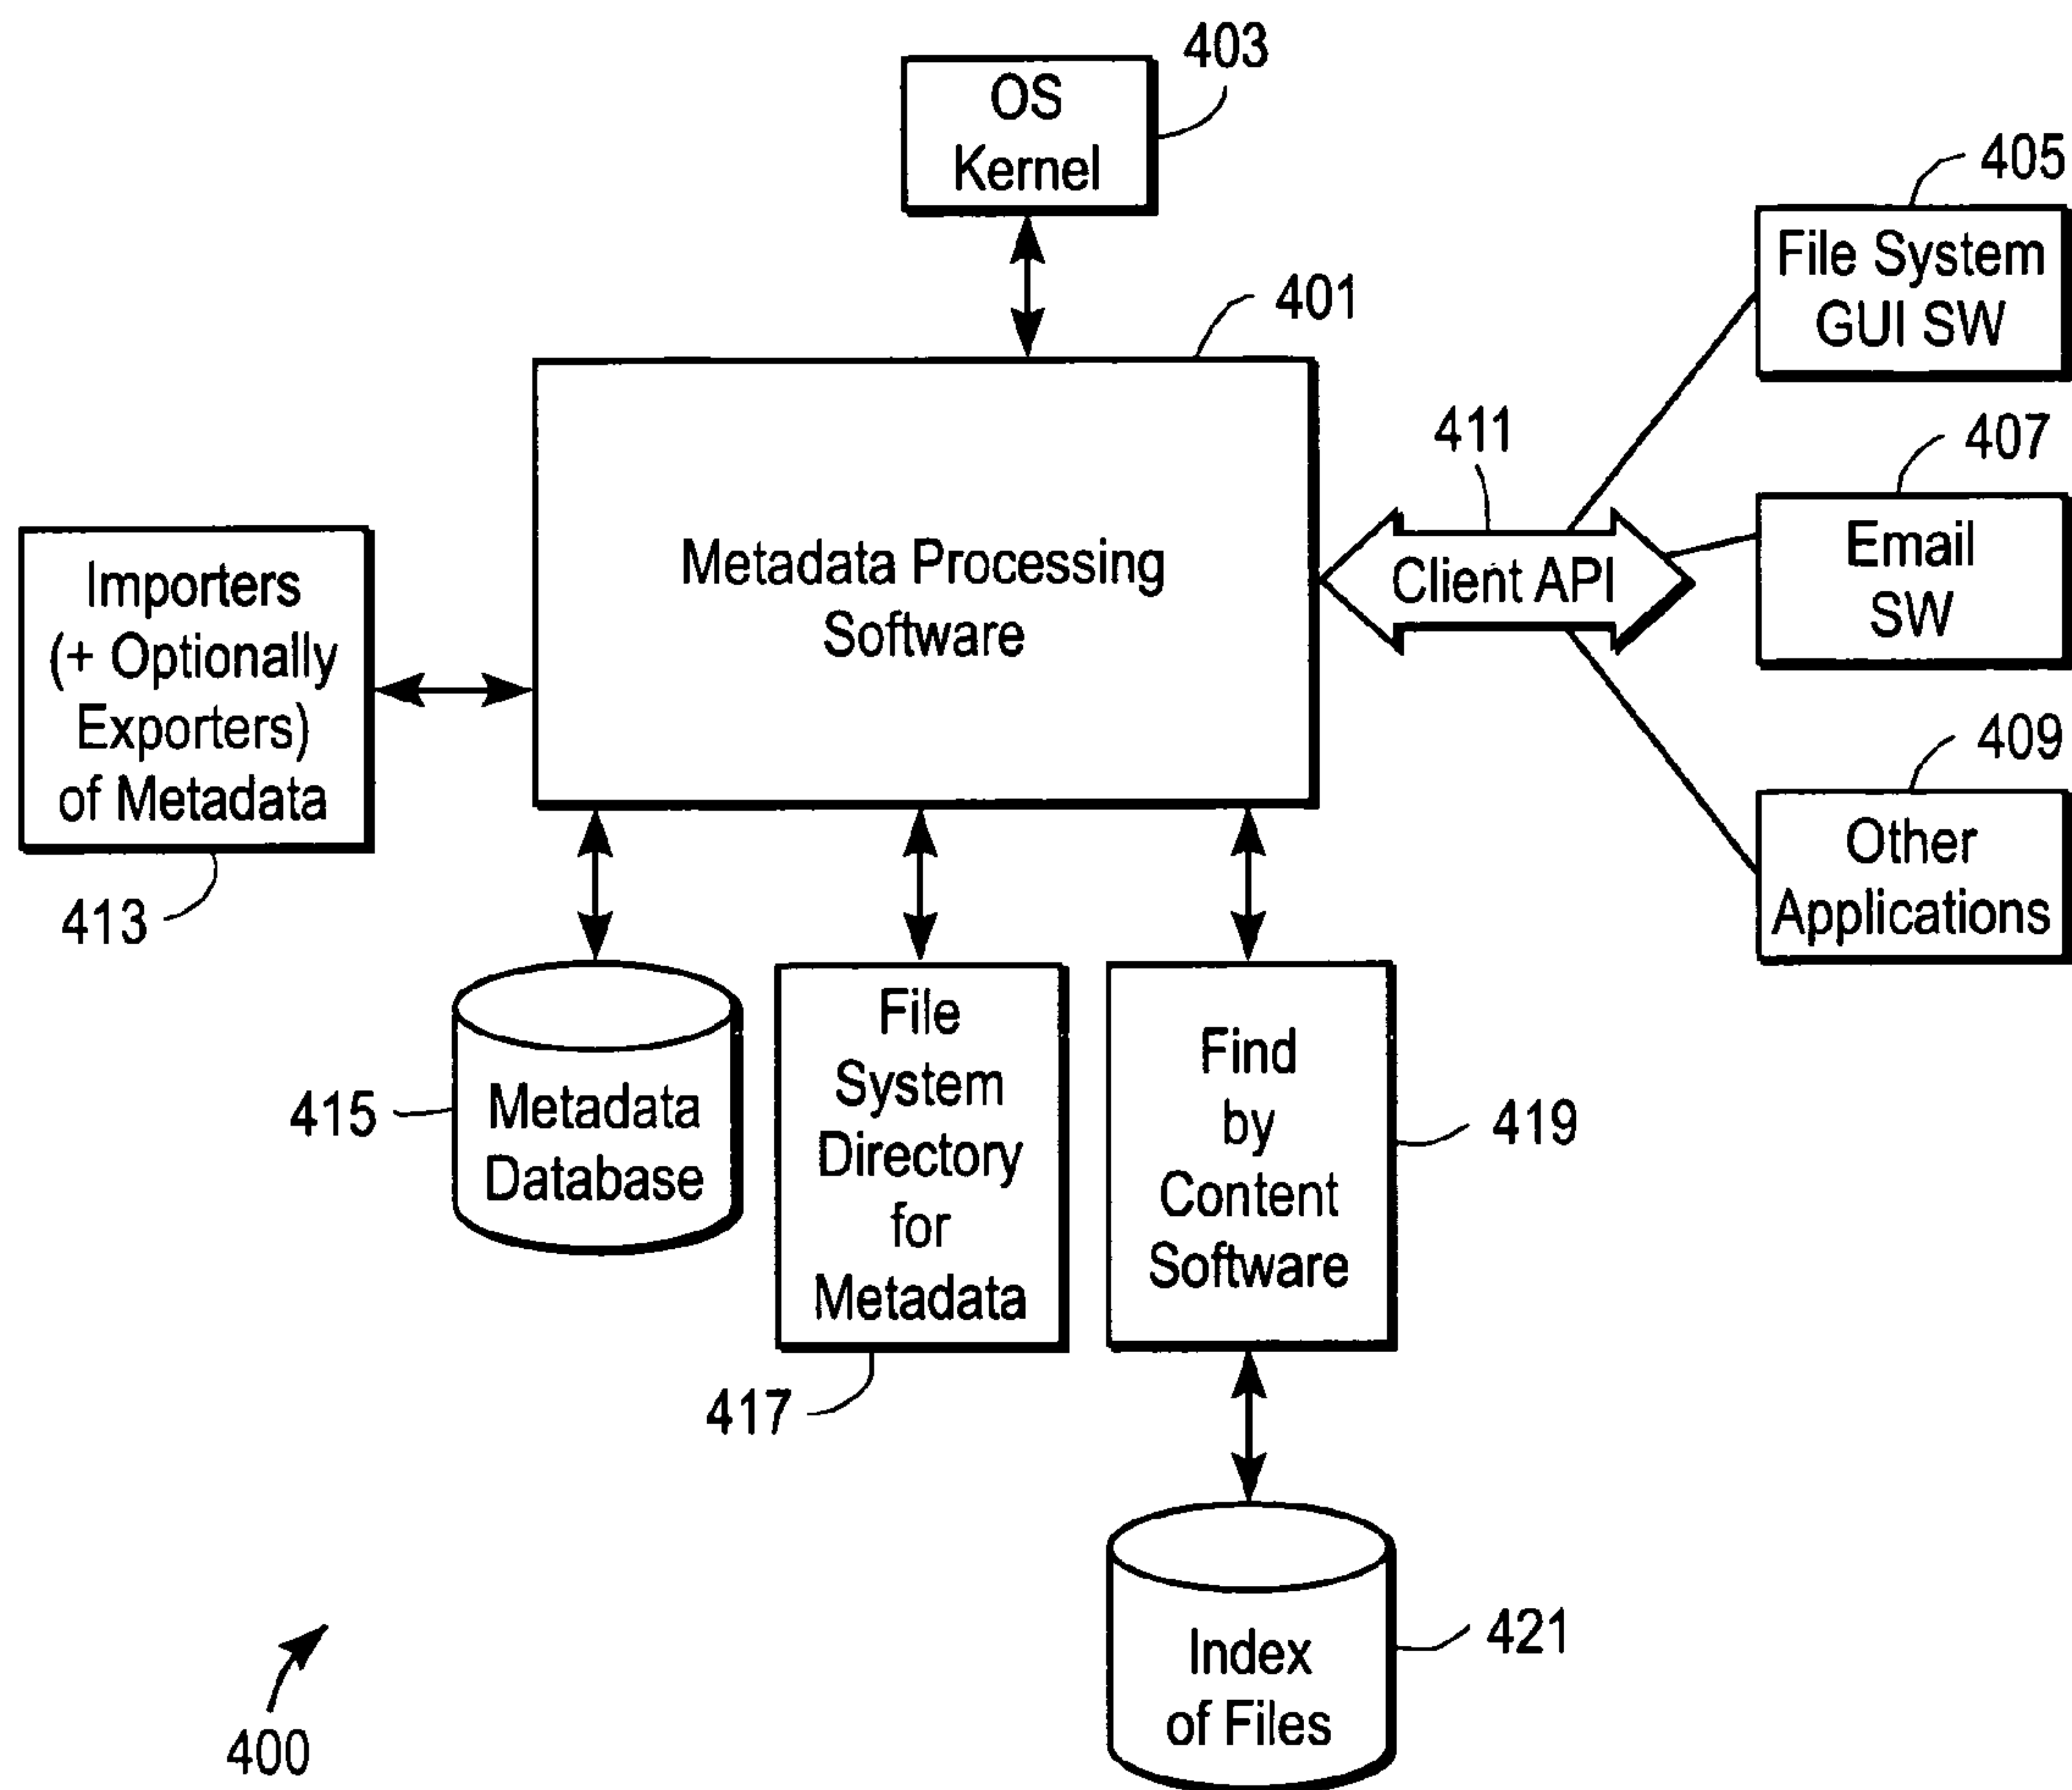 403
OS
Kernel
405
File System
GUI SW
401
411
407
Metadata Processing
Software
Client API
Email
SW
Importers
(+ Optionally
Exporters)
of Metadata
409
Other
Applications
413
415
Metadata
Database
File
System
Directory
for
Metadata
Find
by
Content
Software
419
417
Index
of Files
421
400